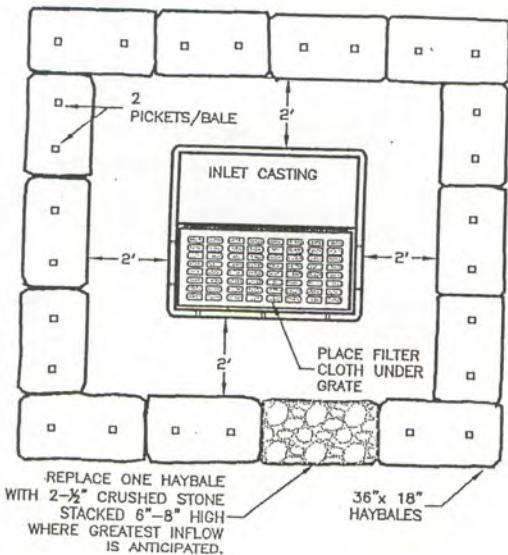 2
PICKETS/BALE
2'
INLET CASTING
2'
2'
2'
PLACE FILTER
CLOTH UNDER
GRATE
REPLACE ONE HAYBALE
WITH 2-½" CRUSHED STONE
STACKED 6"-8" HIGH
WHERE GREATEST INFLOW
IS ANTICIPATED.
36"x 18"
HAYBALES